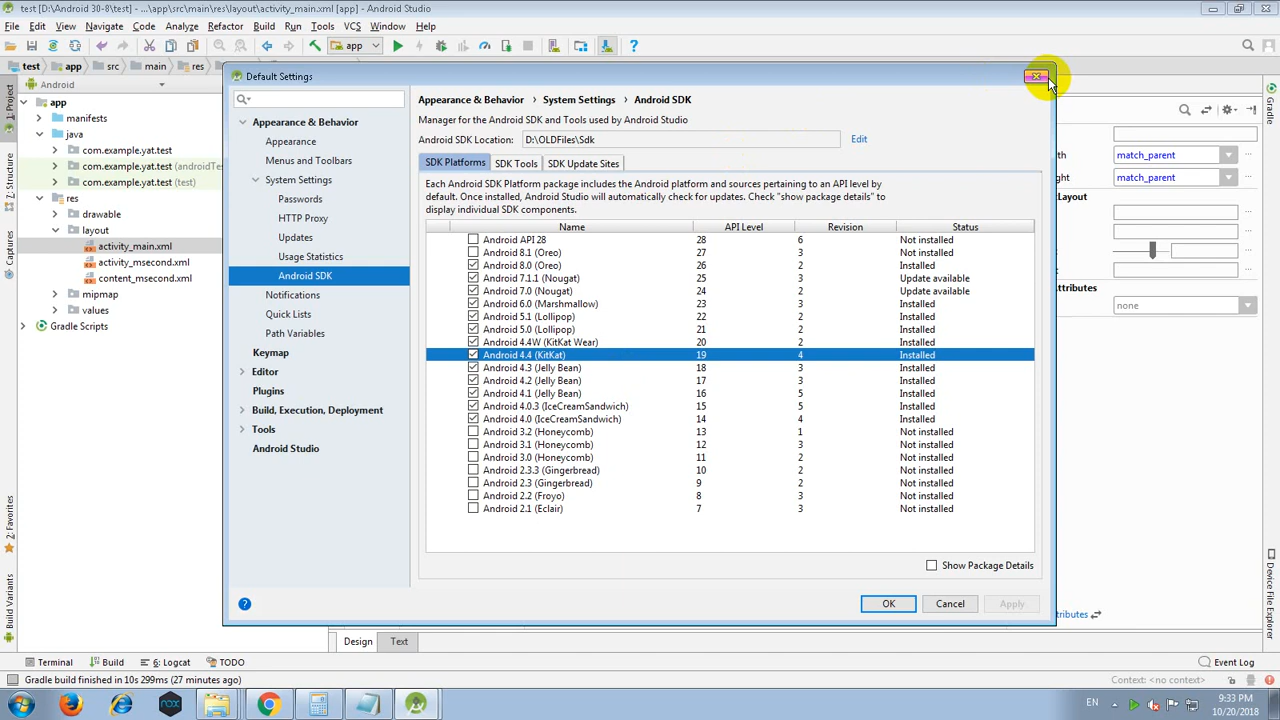 test [D:\Android 30-8\test] - ...\app\src\main\res\layout\activity_main.xml [app] - Android Studio
File Edit View Navigate Code Analyze Refactor Build Run Tools VCS Window Help
app
test app src main res
Default Settings
Android
1: Project
7: Structure
Captures
2: Favorites
Build Variants
app
manifests
java
com.example.yat.test
com.example.yat.test (androidTe
com.example.yat.test (test)
res
drawable
layout
activity_main.xml
activity_msecond.xml
content_msecond.xml
mipmap
values
Gradle Scripts
Appearance & Behavior
Appearance
Menus and Toolbars
System Settings
Passwords
HTTP Proxy
Updates
Usage Statistics
Android SDK
Notifications
Quick Lists
Path Variables
Keymap
Editor
Plugins
Build, Execution, Deployment
Tools
Android Studio
Appearance & Behavior › System Settings › Android SDK
Manager for the Android SDK and Tools used by Android Studio
Android SDK Location: D:\OLDFiles\Sdk Edit
SDK Platforms SDK Tools SDK Update Sites
Each Android SDK Platform package includes the Android platform and sources pertaining to an API level by
default. Once installed, Android Studio will automatically check for updates. Check "show package details" to
display individual SDK components.
Name API Level Revision Status
Android API 28 28 6 Not installed
Android 8.1 (Oreo) 27 3 Not installed
Android 8.0 (Oreo) 26 2 Installed
Android 7.1.1 (Nougat) 25 3 Update available
Android 7.0 (Nougat) 24 2 Update available
Android 6.0 (Marshmallow) 23 3 Installed
Android 5.1 (Lollipop) 22 2 Installed
Android 5.0 (Lollipop) 21 2 Installed
Android 4.4W (KitKat Wear) 20 2 Installed
Android 4.4 (KitKat) 19 4 Installed
Android 4.3 (Jelly Bean) 18 3 Installed
Android 4.2 (Jelly Bean) 17 3 Installed
Android 4.1 (Jelly Bean) 16 5 Installed
Android 4.0.3 (IceCreamSandwich) 15 5 Installed
Android 4.0 (IceCreamSandwich) 14 4 Installed
Android 3.2 (Honeycomb) 13 1 Not installed
Android 3.1 (Honeycomb) 12 3 Not installed
Android 3.0 (Honeycomb) 11 2 Not installed
Android 2.3.3 (Gingerbread) 10 2 Not installed
Android 2.3 (Gingerbread) 9 2 Not installed
Android 2.2 (Froyo) 8 3 Not installed
Android 2.1 (Eclair) 7 3 Not installed
Show Package Details
OK Cancel Apply
th match_parent
ght match_parent
Layout
t
Attributes
none
ttributes
Gradle
Device File Explorer
Design Text
Terminal Build 6: Logcat TODO Event Log
Gradle build finished in 10s 299ms (27 minutes ago) Context: <no context>
nox
EN
9:33 PM
10/20/2018